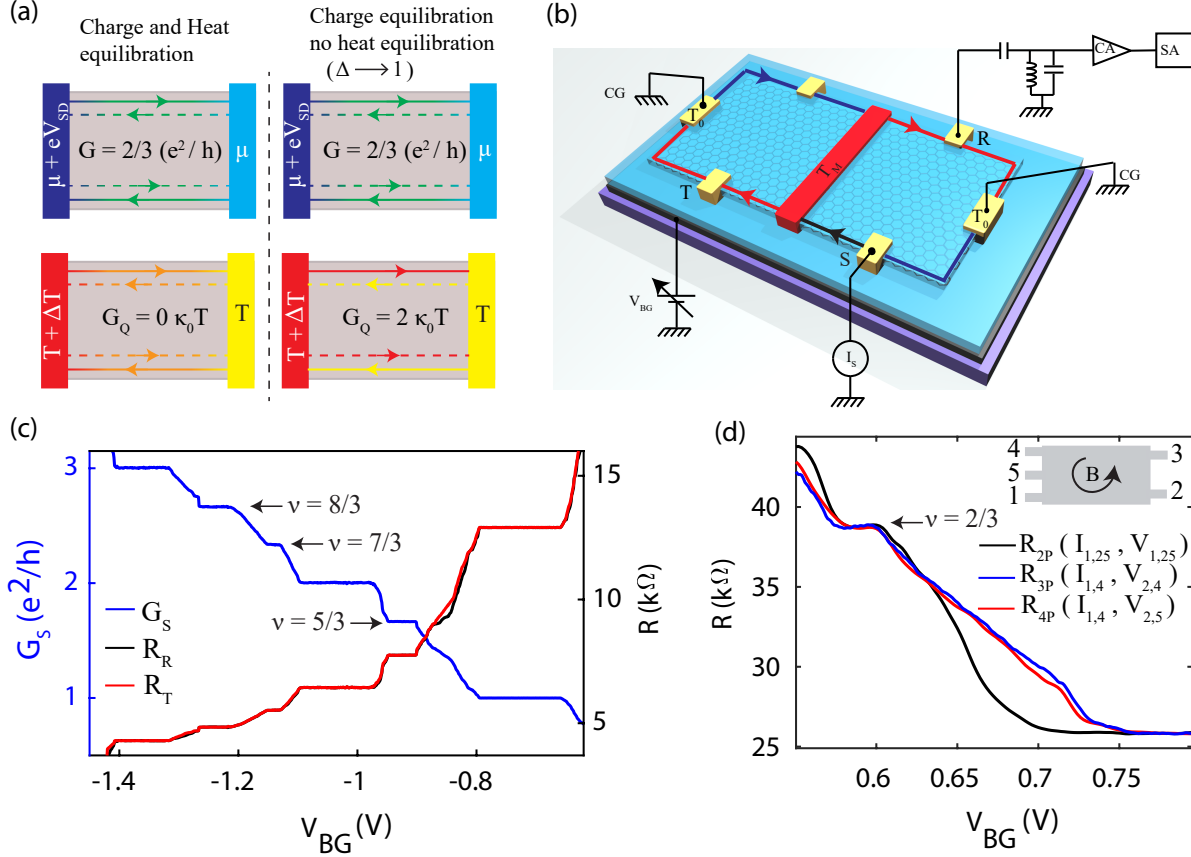 (a)
Charge and Heat
equilibration
Charge equilibration
no heat equilibration
(Δ ⟶ 1)
μ + eV_SD
G = 2/3 (e²/h)
μ
μ + eV_SD
G = 2/3 (e²/h)
μ
T + ΔT
G_Q = 0 κ₀T
T
T + ΔT
G_Q = 2 κ₀T
T
(b)
CG
T₀
T_M
R
CA
SA
T
T₀
CG
S
V_BG
I_S
(c)
G_S (e²/h)
3
2
1
ν = 8/3
ν = 7/3
ν = 5/3
G_S
R_R
R_T
15
10
5
R (kΩ)
-1.4
-1.2
-1
-0.8
V_BG (V)
(d)
R (kΩ)
40
35
30
25
ν = 2/3
4
5
1
B
3
2
R_2P ( I_1,25 , V_1,25)
R_3P ( I_1,4 , V_2,4)
R_4P ( I_1,4 , V_2,5)
0.6
0.65
0.7
0.75
V_BG (V)